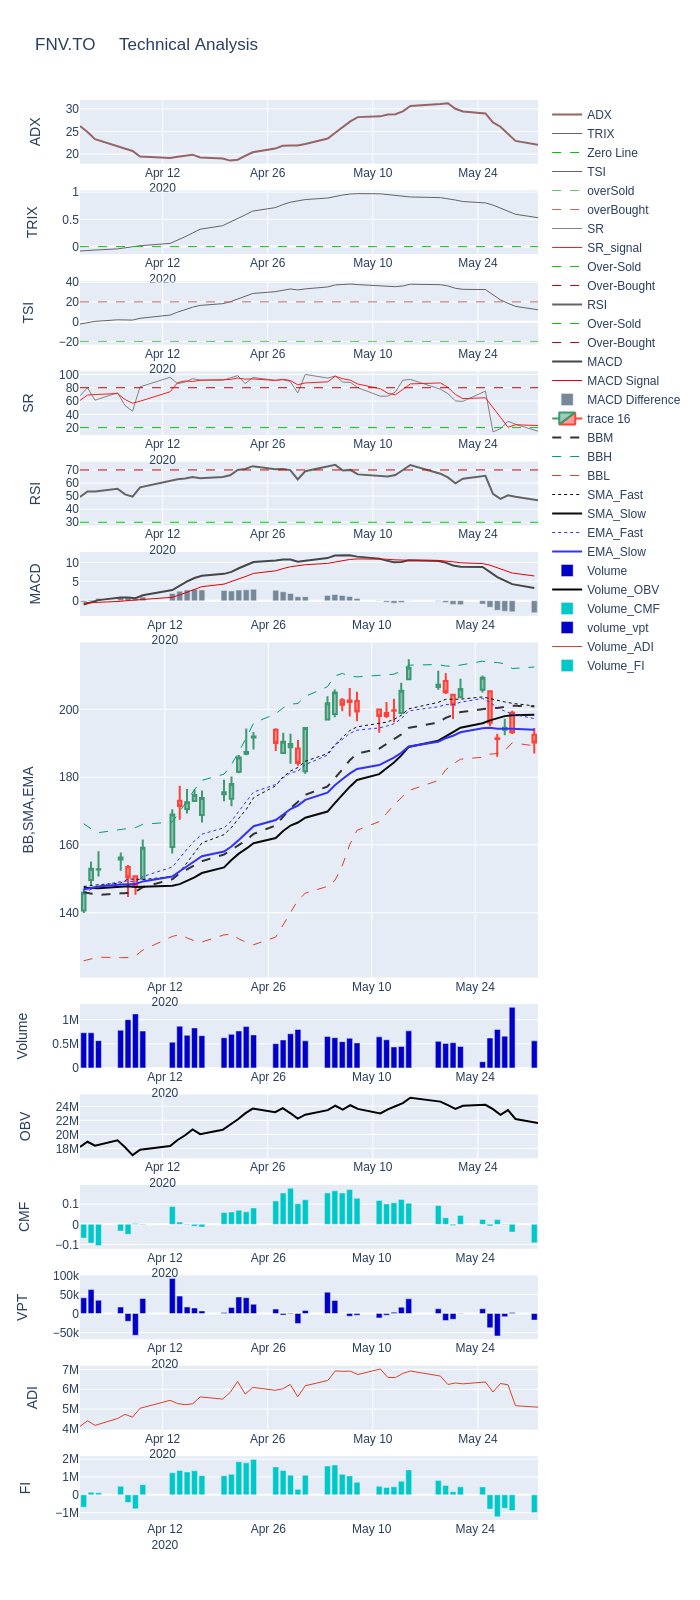 FNV.TO Technical Analysis
ADX
30
25
20
Apr 12
2020
Apr 26
May 10
May 24
TRIX
1
0.5
0
Apr 12
2020
Apr 26
May 10
May 24
TSI
40
20
0
−20
Apr 12
2020
Apr 26
May 10
May 24
SR
100
80
60
40
20
Apr 12
2020
Apr 26
May 10
May 24
RSI
70
60
50
40
30
Apr 12
2020
Apr 26
May 10
May 24
MACD
10
5
0
Apr 12
2020
Apr 26
May 10
May 24
BB,SMA,EMA
200
180
160
140
Apr 12
2020
Apr 26
May 10
May 24
Volume
1M
0.5M
0
Apr 12
2020
Apr 26
May 10
May 24
OBV
24M
22M
20M
18M
Apr 12
2020
Apr 26
May 10
May 24
CMF
0.1
0
−0.1
Apr 12
2020
Apr 26
May 10
May 24
VPT
100k
50k
0
−50k
Apr 12
2020
Apr 26
May 10
May 24
ADI
7M
6M
5M
4M
Apr 12
2020
Apr 26
May 10
May 24
FI
2M
1M
0
−1M
Apr 12
2020
Apr 26
May 10
May 24
ADX
TRIX
Zero Line
TSI
overSold
overBought
SR
SR_signal
Over-Sold
Over-Bought
RSI
Over-Sold
Over-Bought
MACD
MACD Signal
MACD Difference
trace 16
BBM
BBH
BBL
SMA_Fast
SMA_Slow
EMA_Fast
EMA_Slow
Volume
Volume_OBV
Volume_CMF
volume_vpt
Volume_ADI
Volume_FI